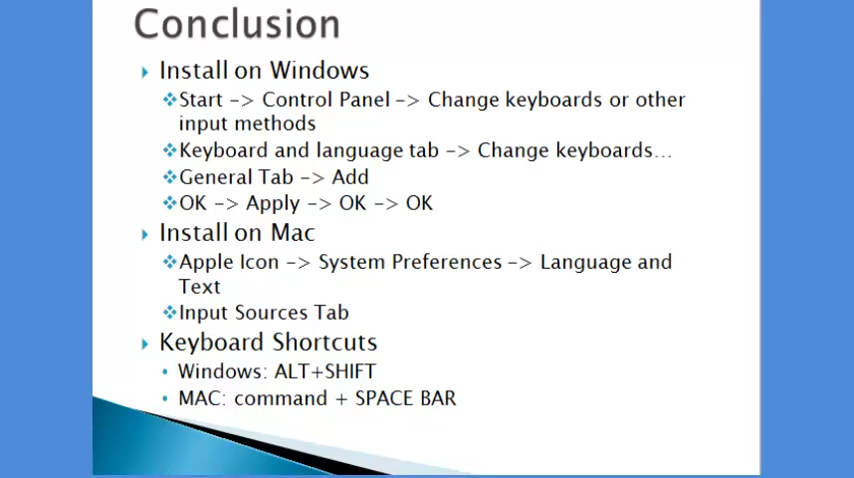 Conclusion
Install on Windows
Start -> Control Panel -> Change keyboards or other
input methods
Keyboard and language tab -> Change keyboards...
General Tab -> Add
OK -> Apply -> OK -> OK
Install on Mac
Apple Icon -> System Preferences -> Language and
Text
Input Sources Tab
Keyboard Shortcuts
Windows: ALT+SHIFT
MAC: command + SPACE BAR